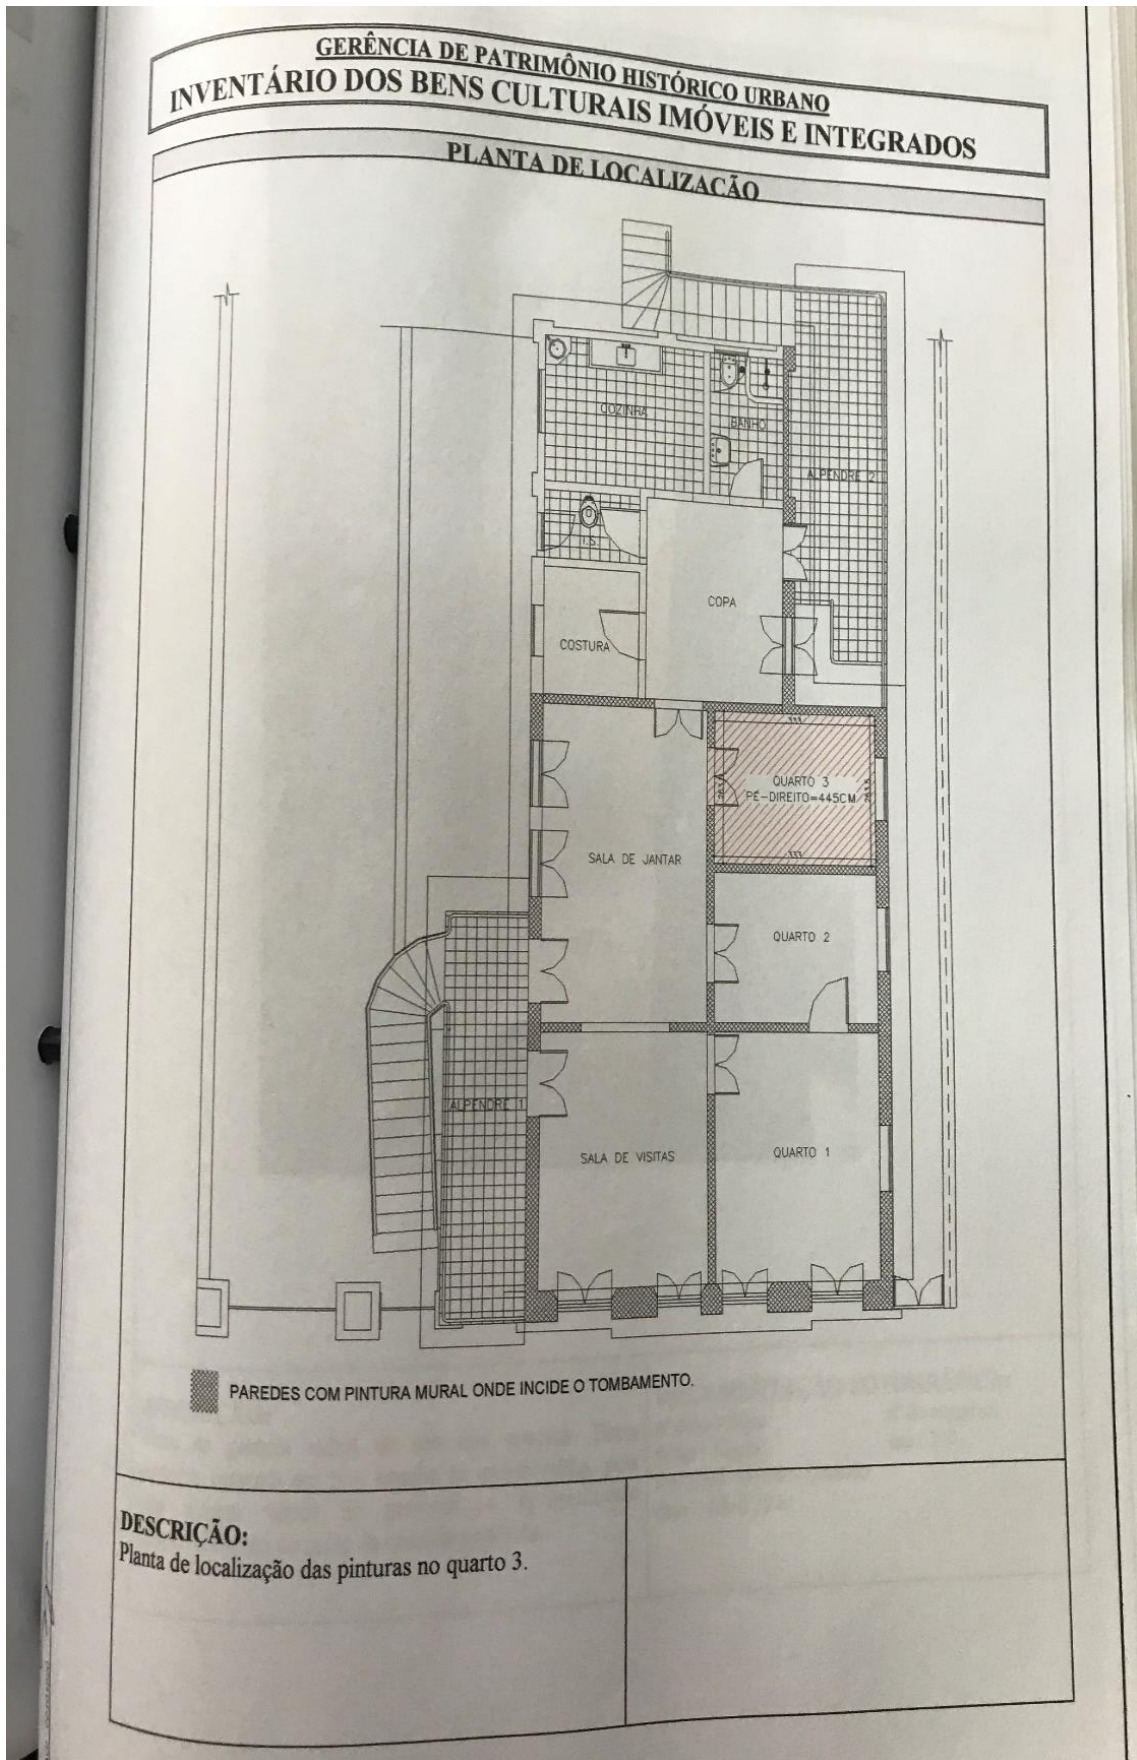 GERÊNCIA DE PATRIMÔNIO HISTÓRICO URBANO
INVENTÁRIO DOS BENS CULTURAIS IMÓVEIS E INTEGRADOS
PLANTA DE LOCALIZAÇÃO
COZINHA
BANHO
ALPENDRE 2
I.S.
COPA
COSTURA
QUARTO 3
PÉ-DIREITO=445CM
SALA DE JANTAR
QUARTO 2
ALPENDRE 1
SALA DE VISITAS
QUARTO 1
PAREDES COM PINTURA MURAL ONDE INCIDE O TOMBAMENTO.
DESCRIÇÃO:
Planta de localização das pinturas no quarto 3.